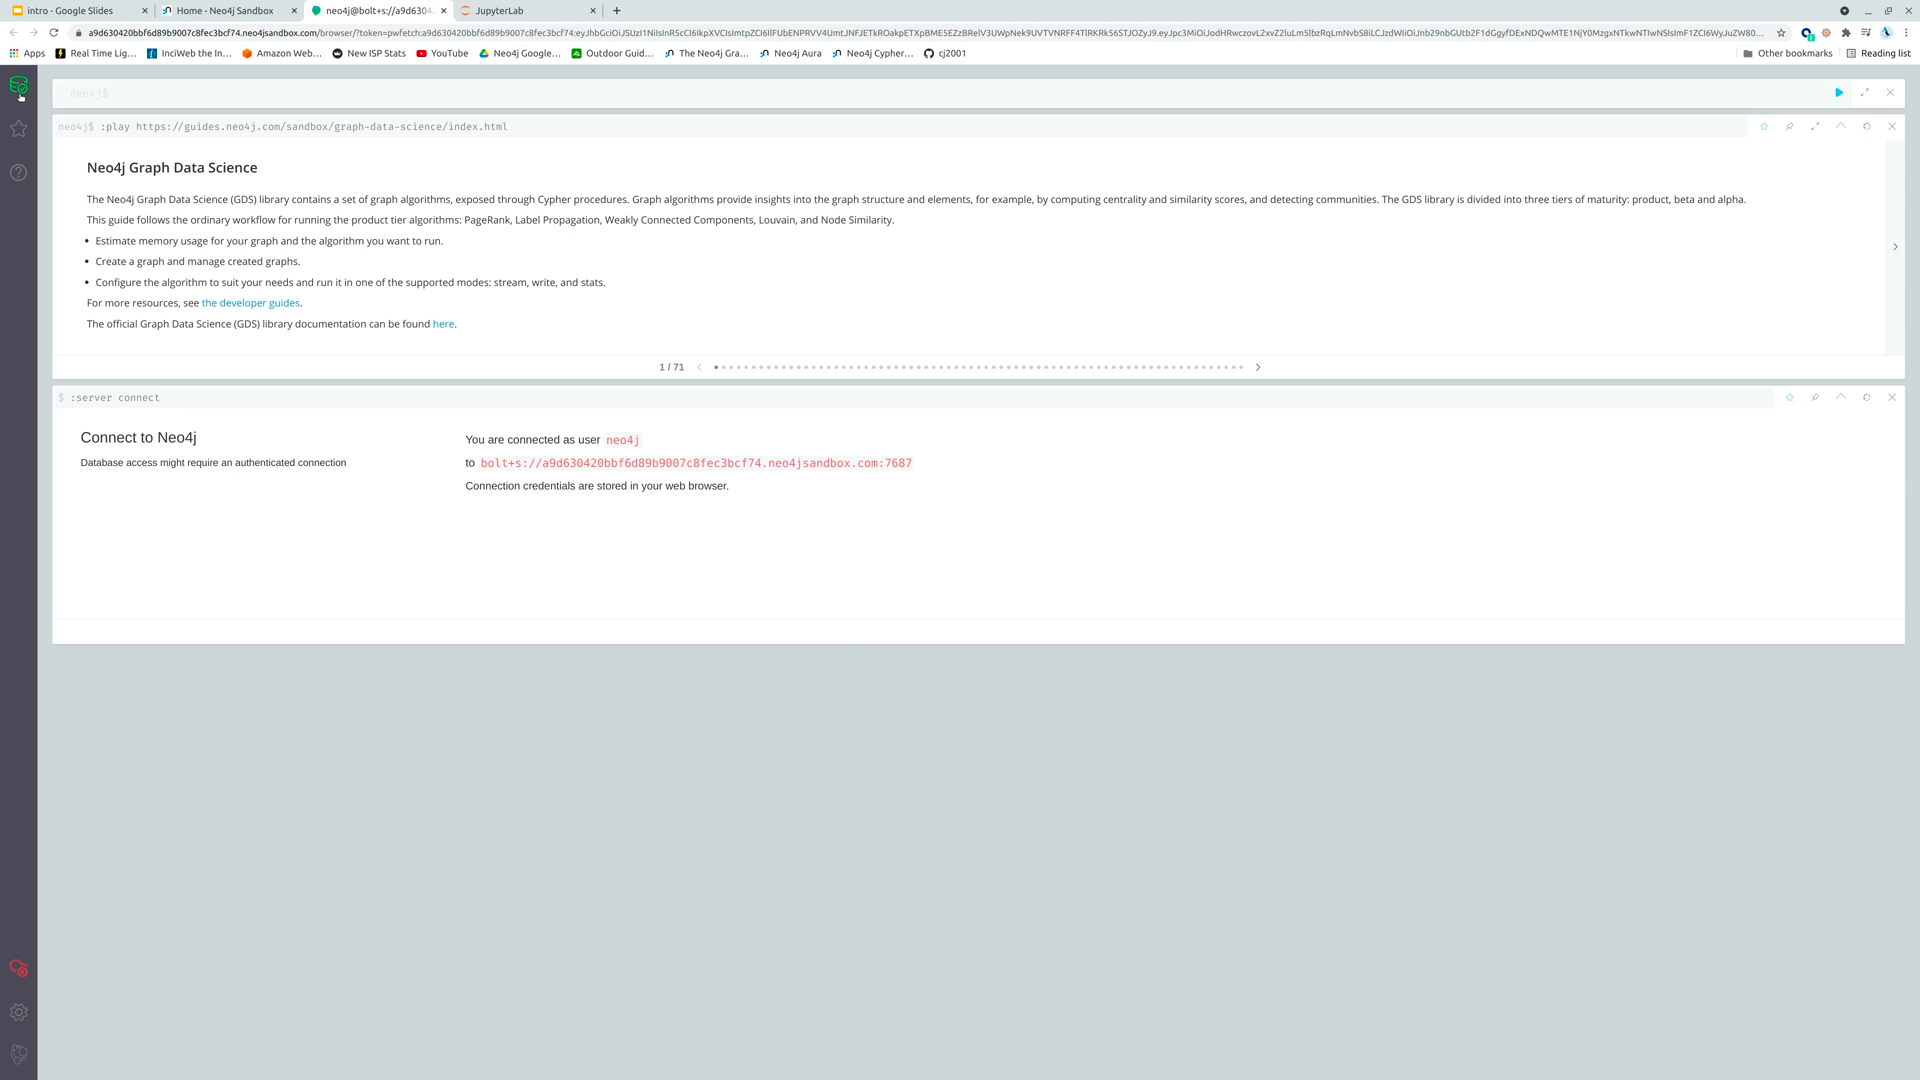 intro - Google Slides
Home - Neo4j Sandbox
neo4j@bolt+s://a9d6304
JupyterLab
Apps
Real Time Lig...
InciWeb the In...
Amazon Web...
New ISP Stats
YouTube
Neo4j Google...
Outdoor Guid...
The Neo4j Gra...
Neo4j Aura
Neo4j Cypher...
cj2001
Other bookmarks
Reading list
neo4j$
neo4j$ :play https://guides.neo4j.com/sandbox/graph-data-science/index.html
Neo4j Graph Data Science
The Neo4j Graph Data Science (GDS) library contains a set of graph algorithms, exposed through Cypher procedures. Graph algorithms provide insights into the graph structure and elements, for example, by computing centrality and similarity scores, and detecting communities. The GDS library is divided into three tiers of maturity: product, beta and alpha.
This guide follows the ordinary workflow for running the product tier algorithms: PageRank, Label Propagation, Weakly Connected Components, Louvain, and Node Similarity.
• Estimate memory usage for your graph and the algorithm you want to run.
• Create a graph and manage created graphs.
• Configure the algorithm to suit your needs and run it in one of the supported modes: stream, write, and stats.
For more resources, see the developer guides.
The official Graph Data Science (GDS) library documentation can be found here.
1 / 71
$ :server connect
Connect to Neo4j
Database access might require an authenticated connection
You are connected as user neo4j
to bolt+s://a9d630420bbf6d89b9007c8fec3bcf74.neo4jsandbox.com:7687
Connection credentials are stored in your web browser.